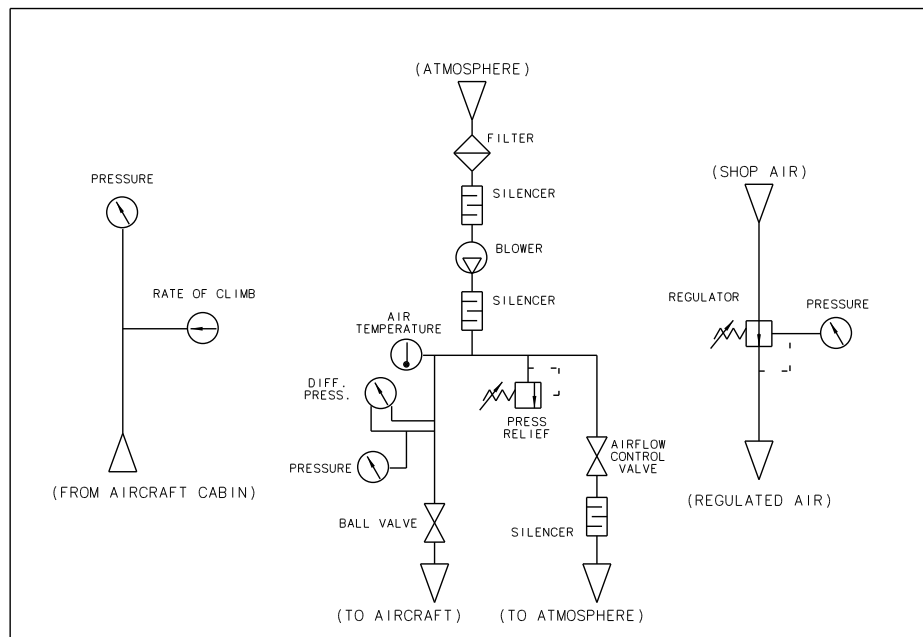 (ATMOSPHERE)
FILTER
SILENCER
BLOWER
SILENCER
AIR
TEMPERATURE
DIFF.
PRESS.
PRESSURE
BALL VALVE
(TO AIRCRAFT)
PRESS
RELIEF
AIRFLOW
CONTROL
VALVE
SILENCER
(TO ATMOSPHERE)
PRESSURE
RATE OF CLIMB
(FROM AIRCRAFT CABIN)
(SHOP AIR)
REGULATOR
PRESSURE
(REGULATED AIR)